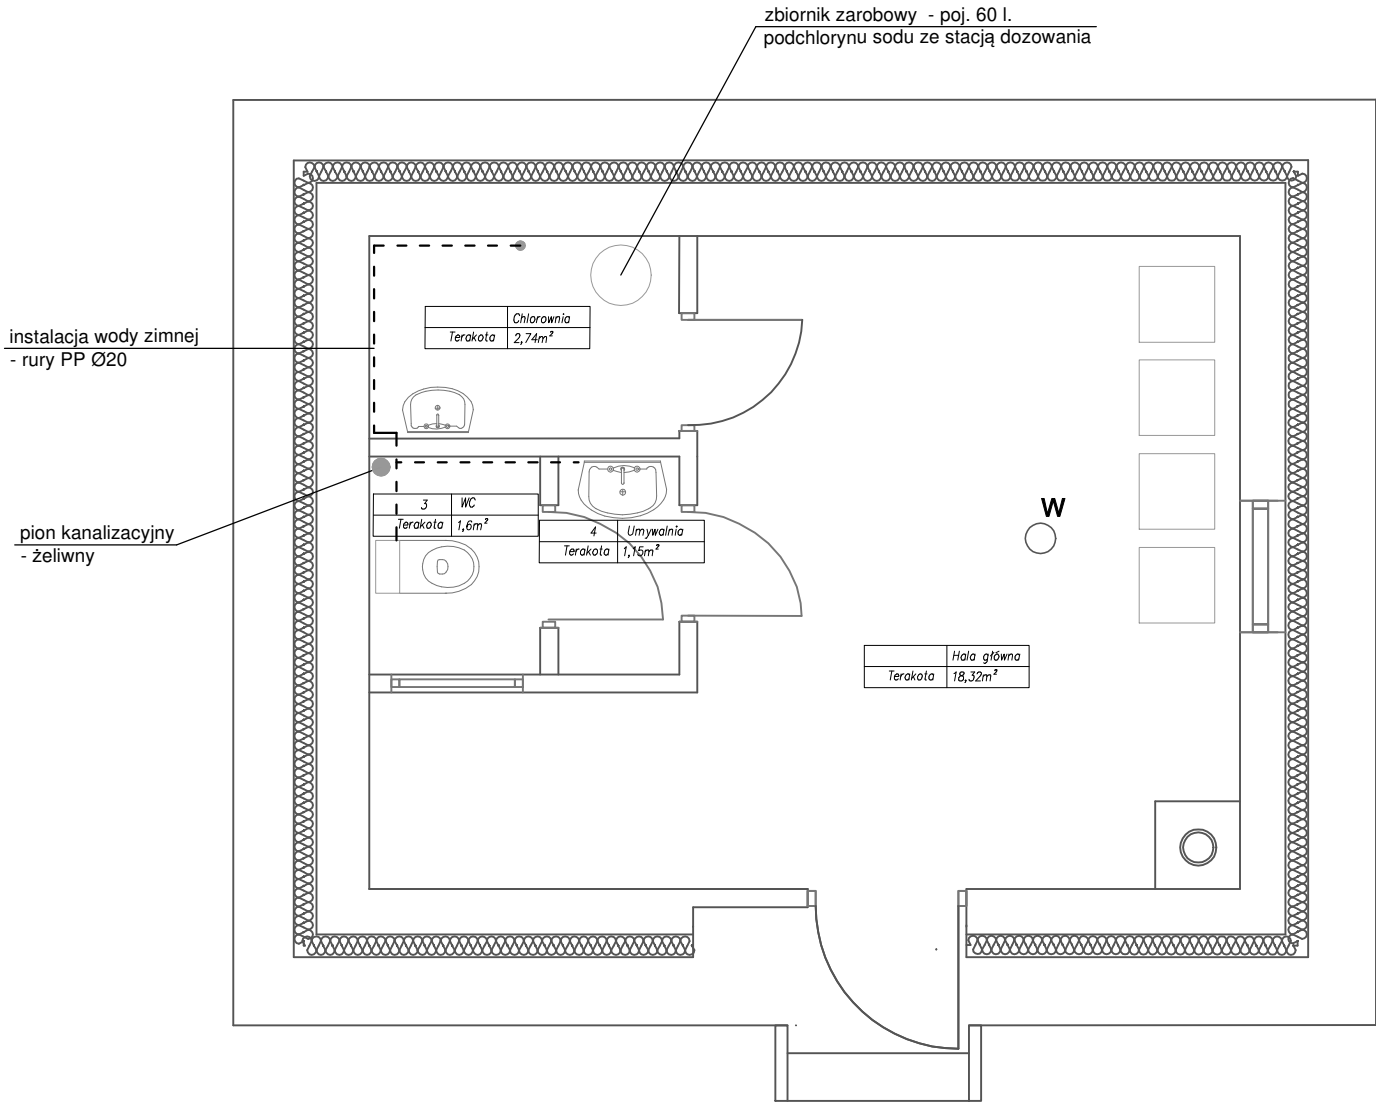 zbiornik zarobowy - poj. 60 l.
podchlorynu sodu ze stacją dozowania
Chlorownia
Terakota 2,74m²
instalacja wody zimnej
- rury PP Ø20
3 WC
Terakota 1,6m²
4 Umywalnia
Terakota 1,15m²
W
pion kanalizacyjny
- żeliwny
Hala główna
Terakota 18,32m²